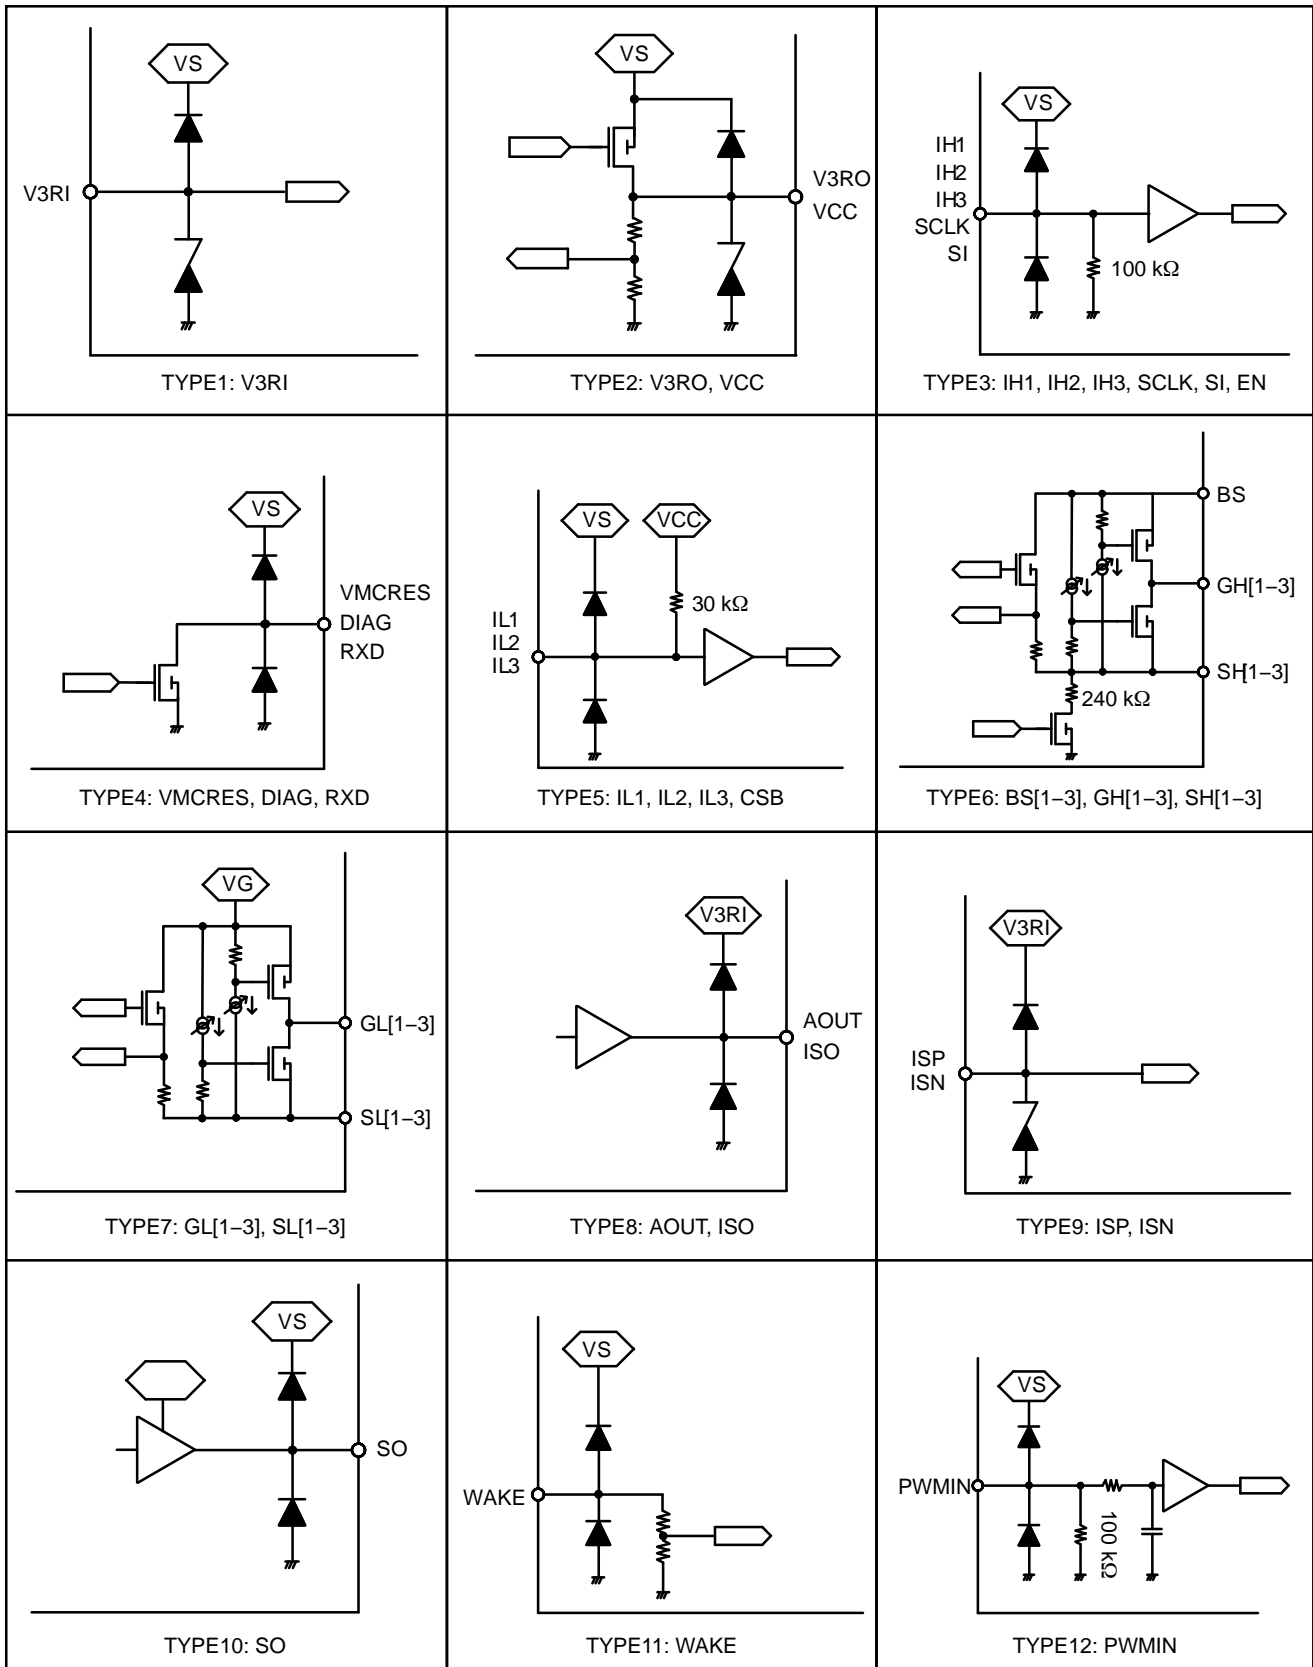 VS
V3RI
TYPE1: V3RI
VS
V3RO
VCC
TYPE2: V3RO, VCC
VS
IH1
IH2
IH3
SCLK
SI
100 kΩ
TYPE3: IH1, IH2, IH3, SCLK, SI, EN
VS
VMCRES
DIAG
RXD
TYPE4: VMCRES, DIAG, RXD
VS
VCC
30 kΩ
IL1
IL2
IL3
TYPE5: IL1, IL2, IL3, CSB
BS
GH[1–3]
SH[1–3]
240 kΩ
TYPE6: BS[1–3], GH[1–3], SH[1–3]
VG
GL[1–3]
SL[1–3]
TYPE7: GL[1–3], SL[1–3]
V3RI
AOUT
ISO
TYPE8: AOUT, ISO
V3RI
ISP
ISN
TYPE9: ISP, ISN
VS
SO
TYPE10: SO
VS
WAKE
TYPE11: WAKE
VS
PWMIN
100 kΩ
TYPE12: PWMIN